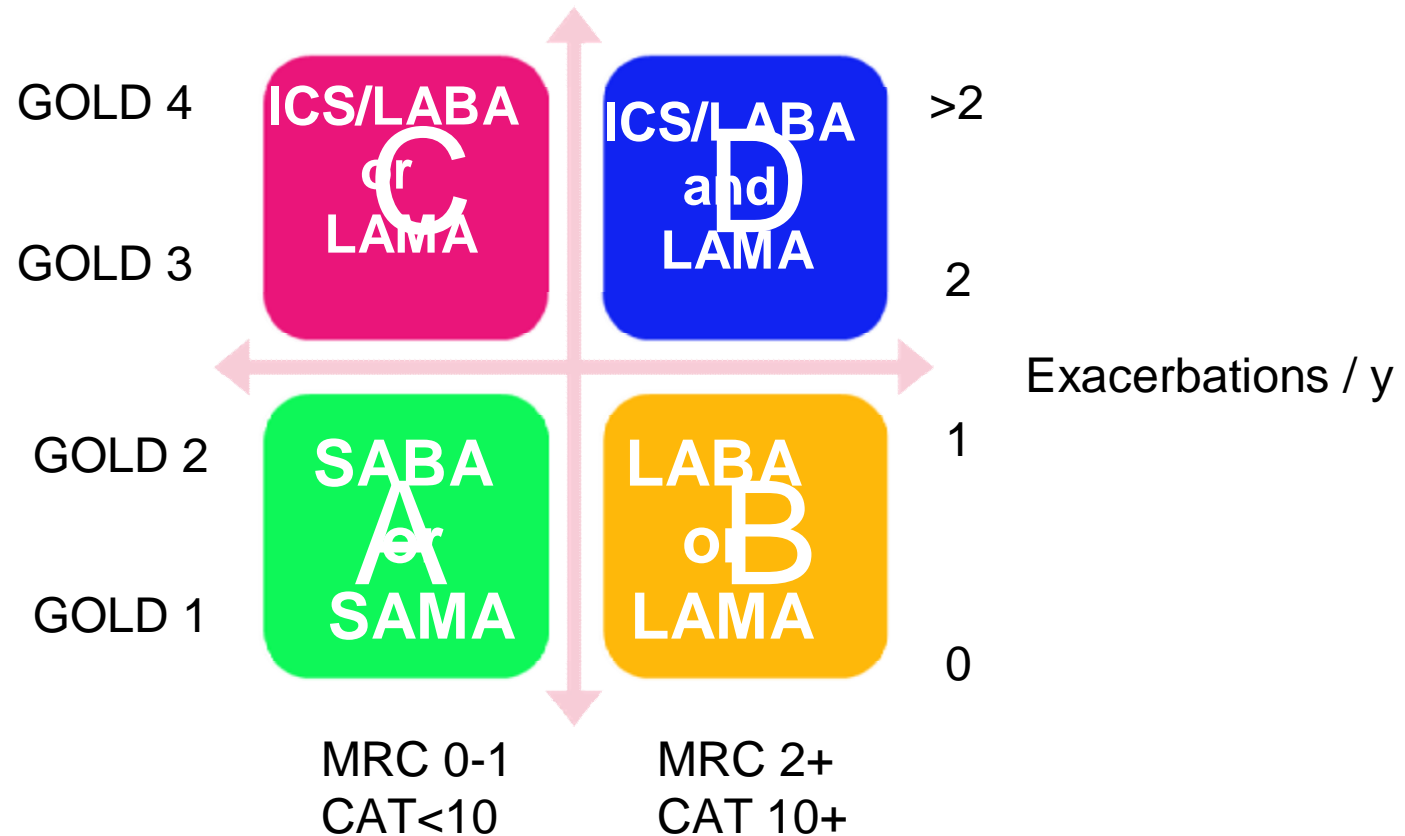 GOLD 4
ICS/LABA
or
LAMA
C
ICS/LABA
and
LAMA
D
>2
GOLD 3
2
Exacerbations / y
GOLD 2
SABA
or
SAMA
A
LABA
or
LAMA
B
1
GOLD 1
0
MRC 0-1
CAT<10
MRC 2+
CAT 10+